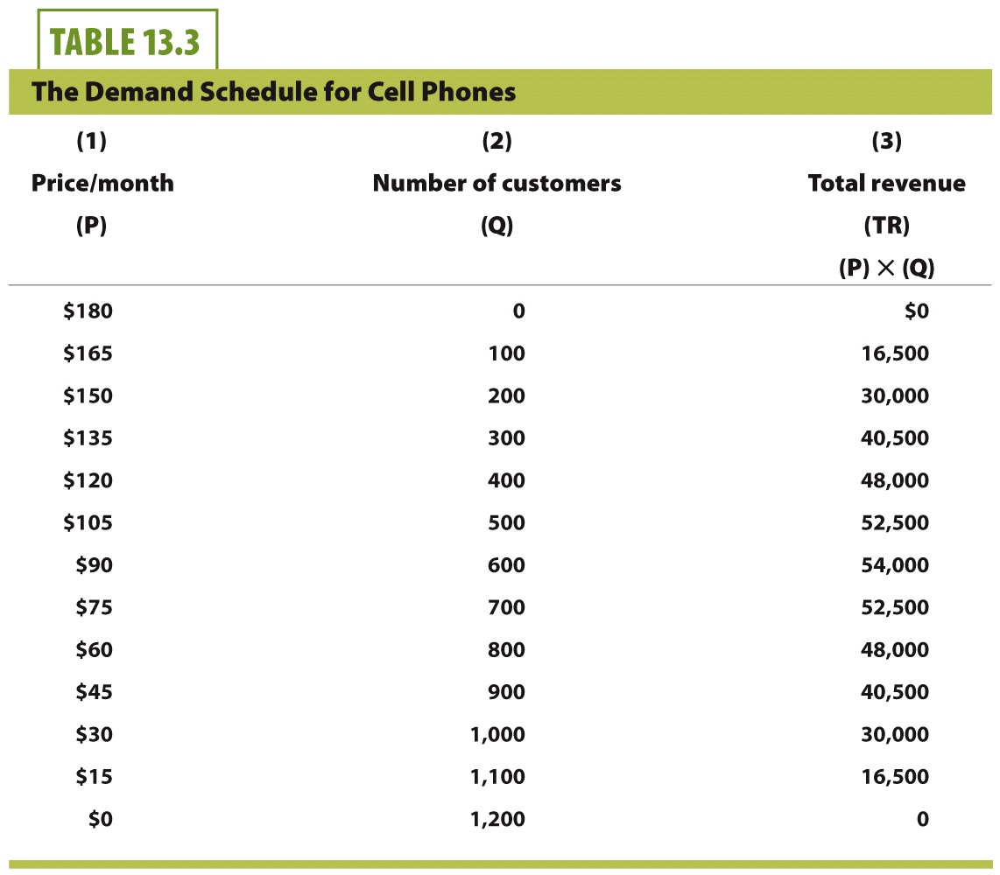 TABLE 13.3
The Demand Schedule for Cell Phones
(1) (2) (3)
Price/month Number of customers Total revenue
(P) (Q) (TR)
(P) × (Q)
$180 0 $0
$165 100 16,500
$150 200 30,000
$135 300 40,500
$120 400 48,000
$105 500 52,500
$90 600 54,000
$75 700 52,500
$60 800 48,000
$45 900 40,500
$30 1,000 30,000
$15 1,100 16,500
$0 1,200 0